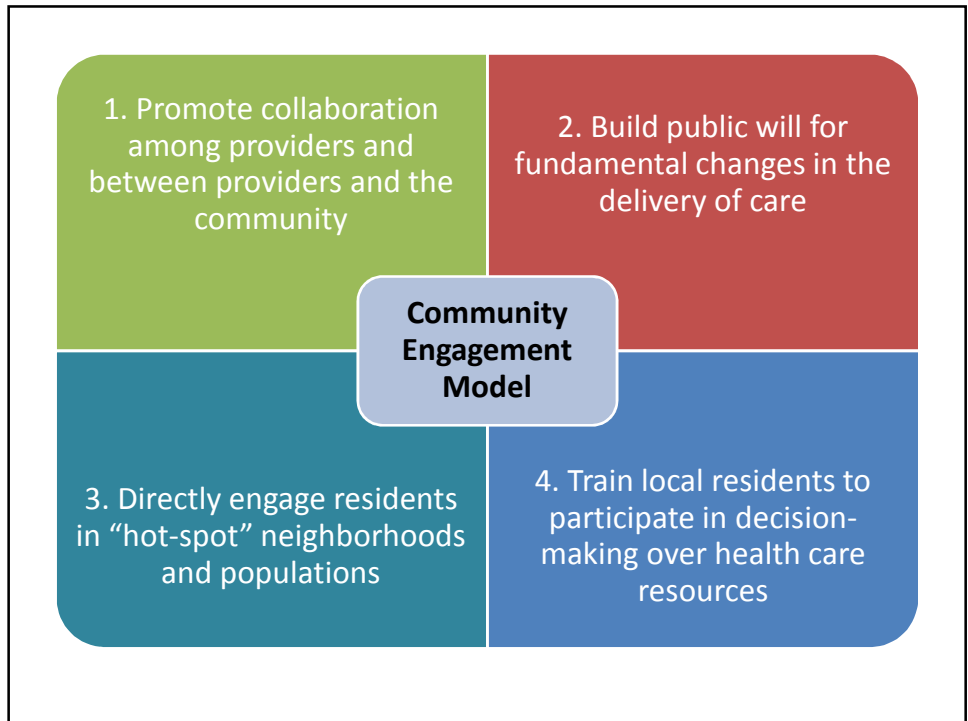 1. Promote collaboration
among providers and
between providers and the
community
2. Build public will for
fundamental changes in the
delivery of care
Community
Engagement
Model
3. Directly engage residents
in “hot-spot” neighborhoods
and populations
4. Train local residents to
participate in decision-
making over health care
resources